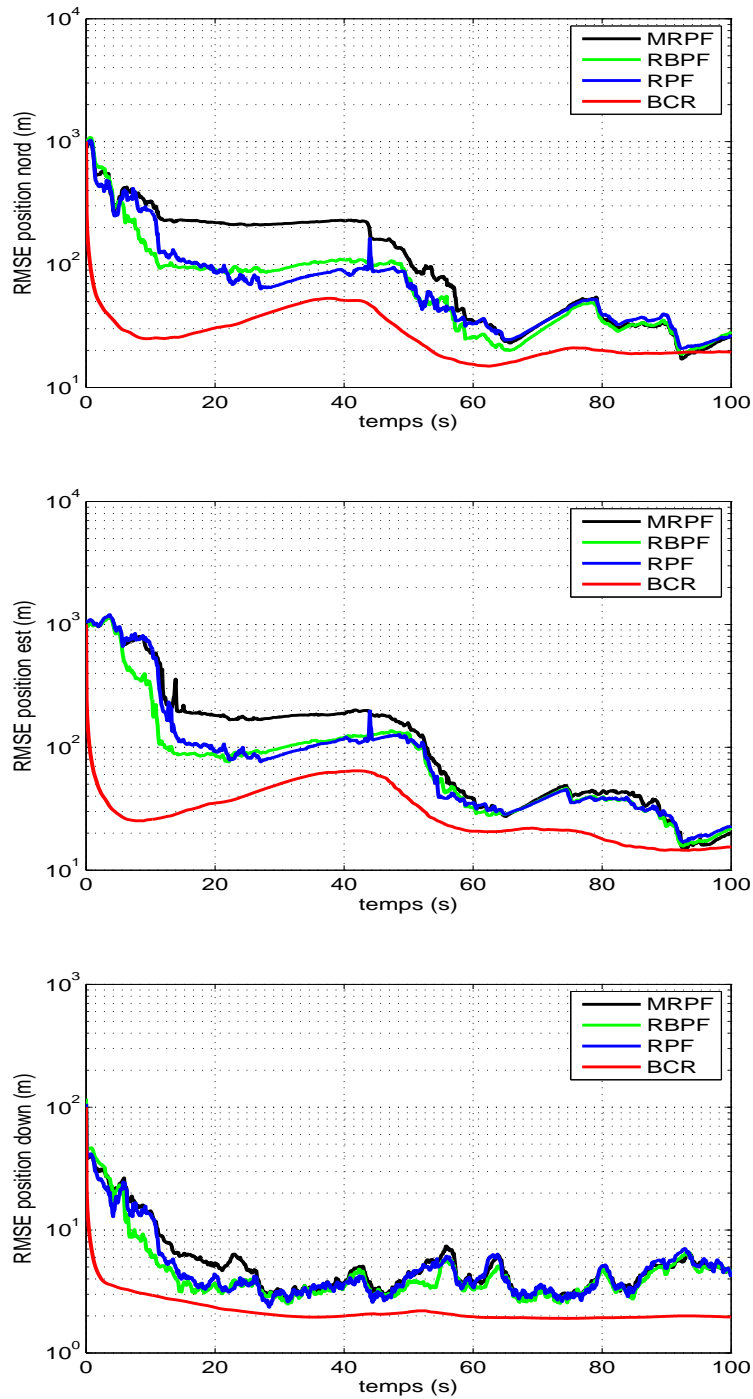 10^4
10^3
10^2
10^1
RMSE position nord (m)
MRPF
RBPF
RPF
BCR
0 20 40 60 80 100
temps (s)
10^4
10^3
10^2
10^1
RMSE position est (m)
MRPF
RBPF
RPF
BCR
0 20 40 60 80 100
temps (s)
10^3
10^2
10^1
10^0
RMSE position down (m)
MRPF
RBPF
RPF
BCR
0 20 40 60 80 100
temps (s)